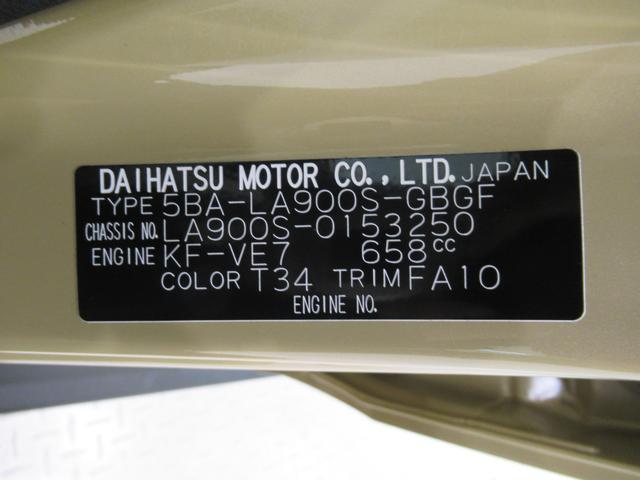 DAIHATSU MOTOR CO., LTD. JAPAN
TYPE 5BA-LA900S-GBGF
CHASSIS NO. LA900S-0153250
ENGINE KF-VE7 658cc
COLOR T34 TRIM FA10
ENGINE NO.